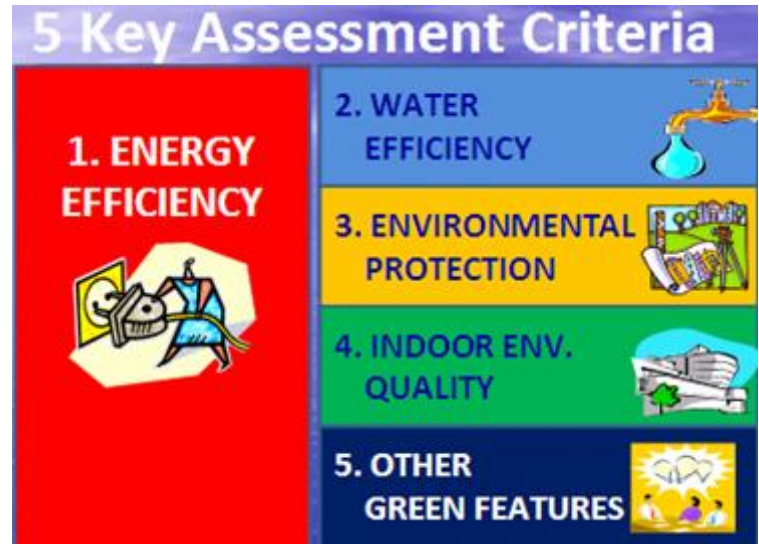 5 Key Assessment Criteria
1. ENERGY
EFFICIENCY
2. WATER
EFFICIENCY
3. ENVIRONMENTAL
PROTECTION
4. INDOOR ENV.
QUALITY
5. OTHER
GREEN FEATURES